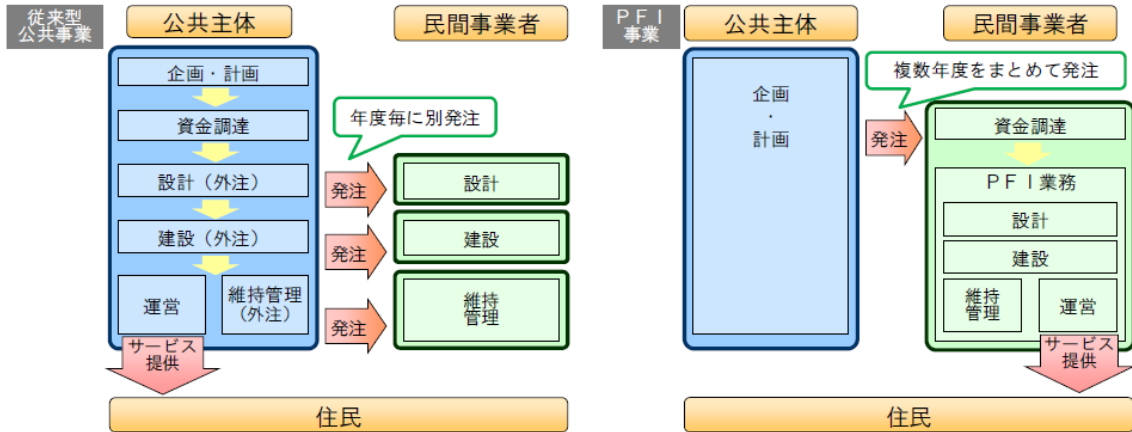 従来型
公共事業
公共主体
民間事業者
企画・計画
資金調達
設計（外注）
建設（外注）
運営
維持管理
（外注）
年度毎に別発注
発注
発注
発注
設計
建設
維持
管理
サービス
提供
住民
ＰＦＩ
事業
公共主体
民間事業者
企画
・
計画
複数年度をまとめて発注
発注
資金調達
ＰＦＩ業務
設計
建設
維持
管理
運営
サービス
提供
住民